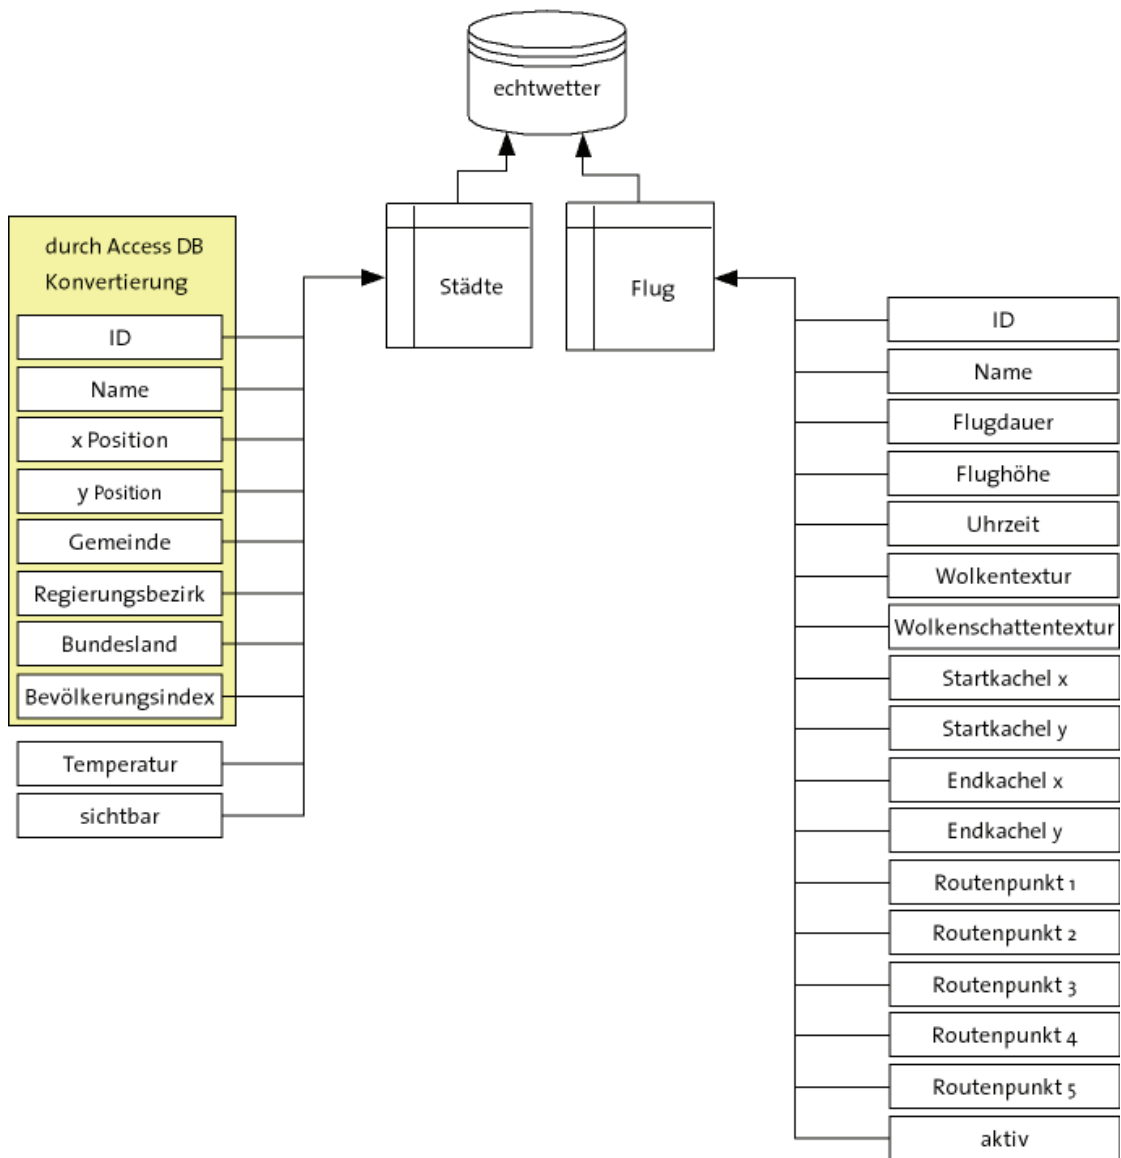 echtwetter
Städte
Flug
durch Access DB
Konvertierung
ID
Name
x Position
y Position
Gemeinde
Regierungsbezirk
Bundesland
Bevölkerungsindex
Temperatur
sichtbar
ID
Name
Flugdauer
Flughöhe
Uhrzeit
Wolkentextur
Wolkenschattentextur
Startkachel x
Startkachel y
Endkachel x
Endkachel y
Routenpunkt 1
Routenpunkt 2
Routenpunkt 3
Routenpunkt 4
Routenpunkt 5
aktiv